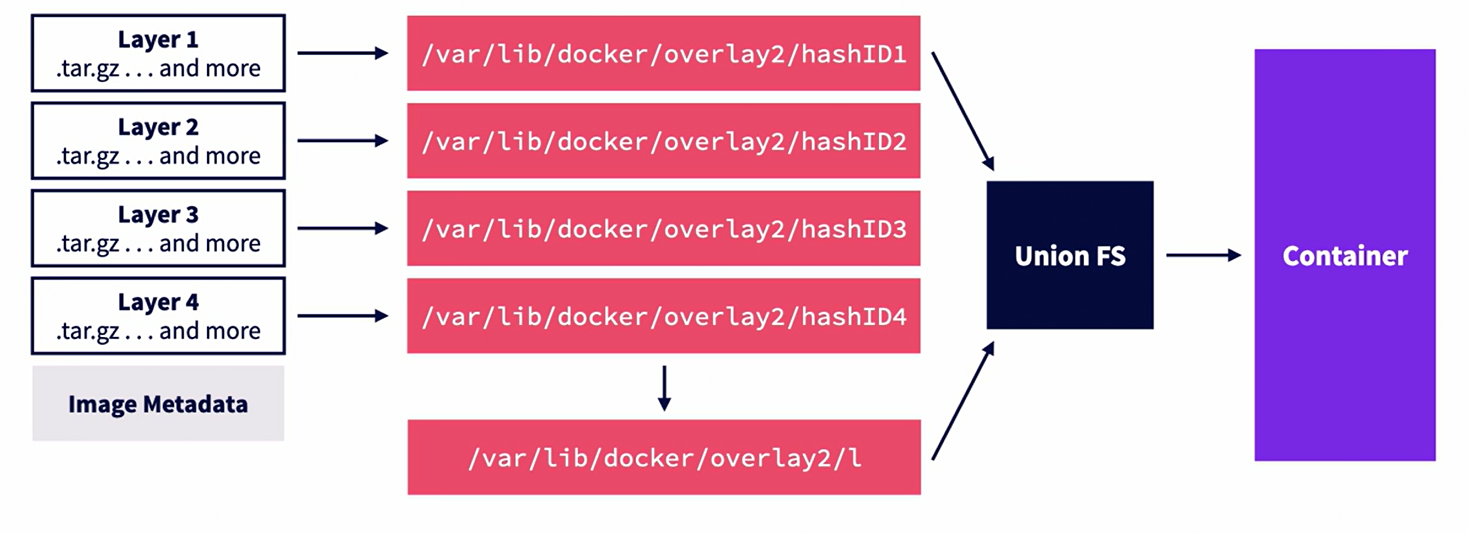 Layer 1
.tar.gz . . . and more
/var/lib/docker/overlay2/hashID1
Layer 2
.tar.gz . . . and more
/var/lib/docker/overlay2/hashID2
Layer 3
.tar.gz . . . and more
/var/lib/docker/overlay2/hashID3
Layer 4
.tar.gz . . . and more
/var/lib/docker/overlay2/hashID4
Image Metadata
/var/lib/docker/overlay2/l
Union FS
Container